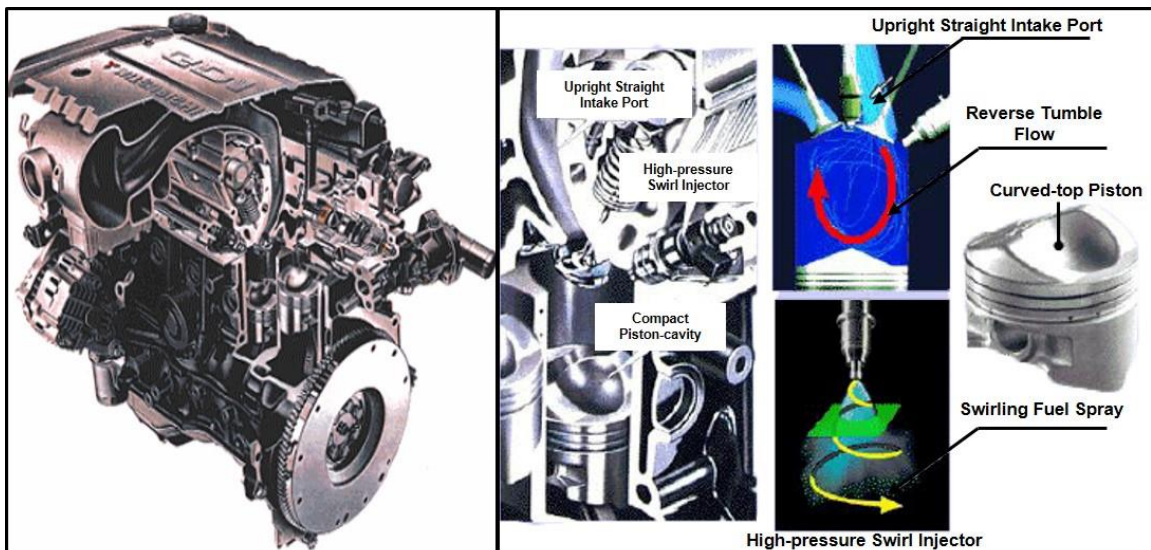 GDI
Upright Straight
Intake Port
High-pressure
Swirl Injector
Compact
Piston-cavity
Upright Straight Intake Port
Reverse Tumble
Flow
Curved-top Piston
Swirling Fuel Spray
High-pressure Swirl Injector